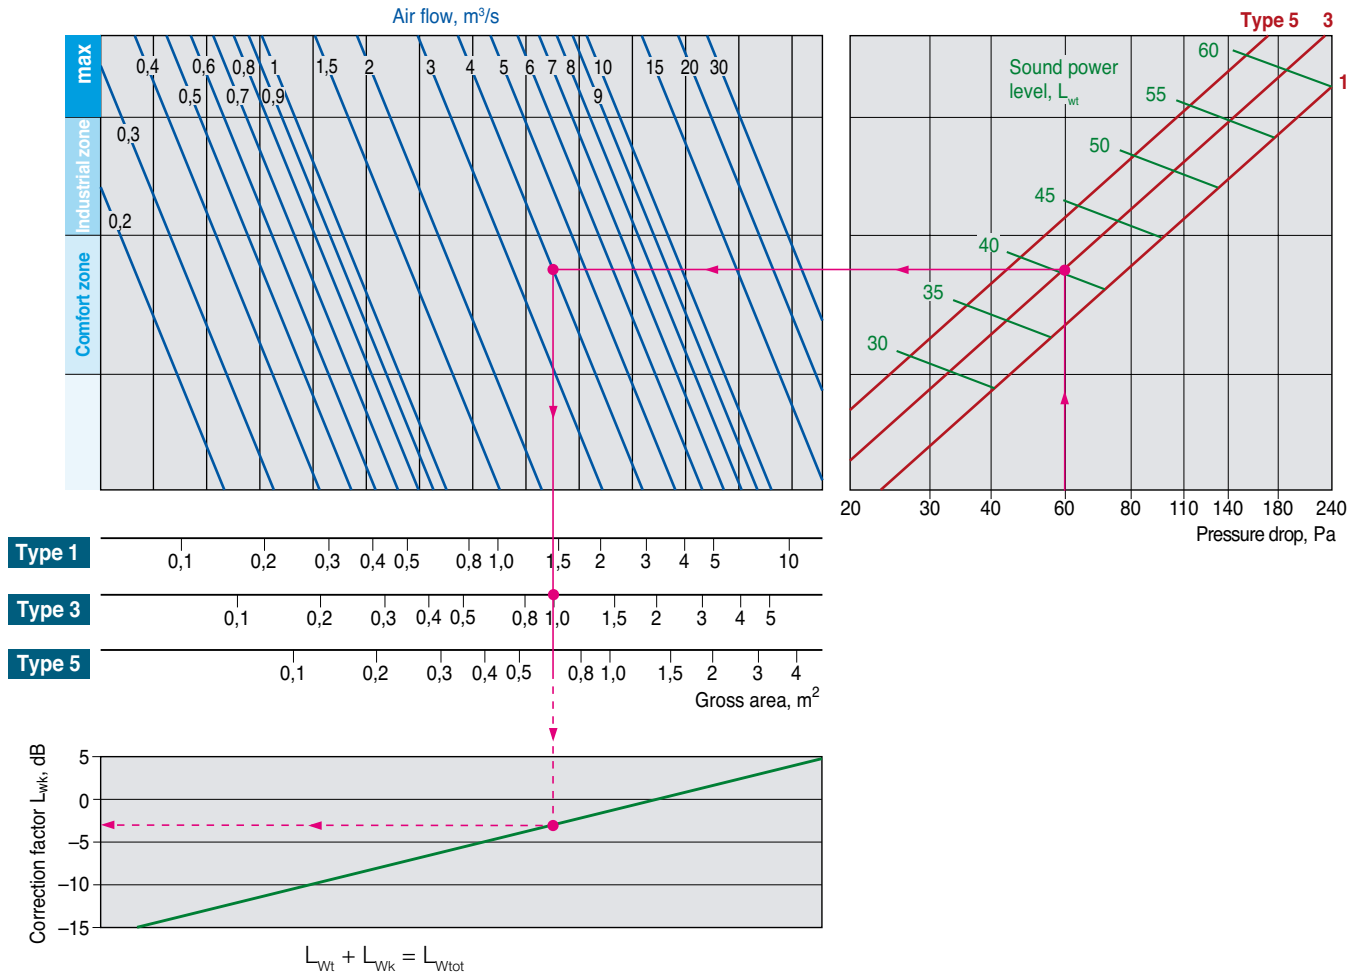 Air flow, m³/s
max
Industrial zone
Comfort zone
0,4 0,6 0,8 1 1,5 2 3 4 5 6 7 8 10 15 20 30
0,5 0,7 0,9 9
0,3
0,2
Type 5 3
1
Sound power
level, Lwt
60
55
50
45
40
35
30
20 30 40 60 80 110 140 180 240
Pressure drop, Pa
Type 1
0,1 0,2 0,3 0,4 0,5 0,8 1,0 1,5 2 3 4 5 10
Type 3
0,1 0,2 0,3 0,4 0,5 0,8 1,0 1,5 2 3 4 5
Type 5
0,1 0,2 0,3 0,4 0,5 0,8 1,0 1,5 2 3 4
Gross area, m²
Correction factor Lwk, dB
5
0
–5
–10
–15
LWt + LWk = LWtot